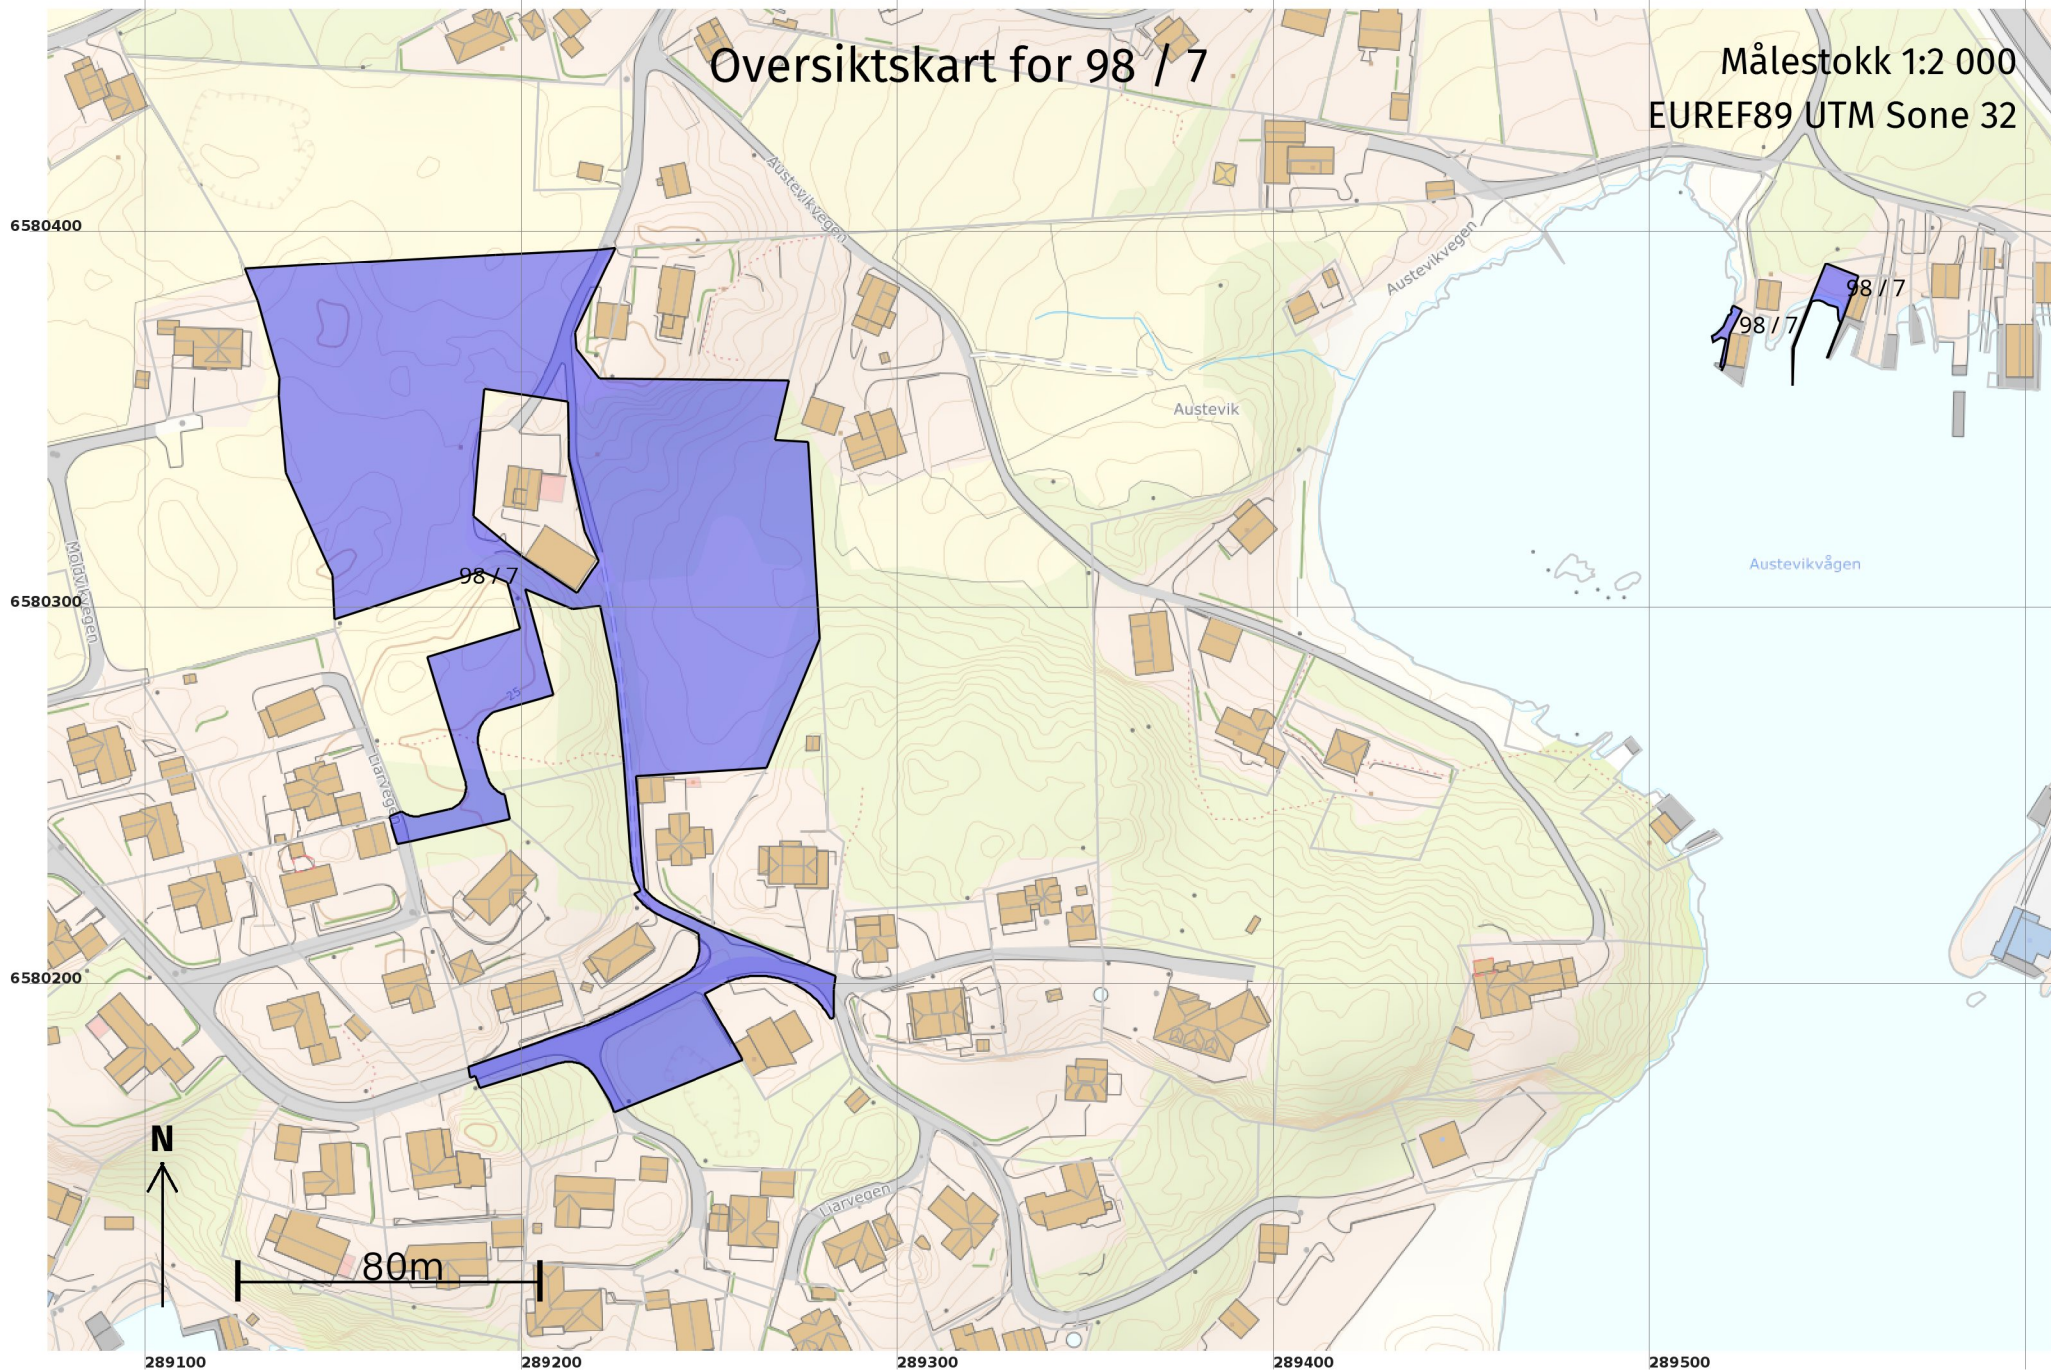 Oversiktskart for 98 / 7
Målestokk 1:2 000
EUREF89 UTM Sone 32
Austevikvegen
6580400
Austevikvegen
98 / 7
98 / 7
Austevik
Moldvikvegen
Austevikvågen
98 / 7
6580300
25
Liarvegen
6580200
N
Liarvegen
80m
289100
289200
289300
289400
289500